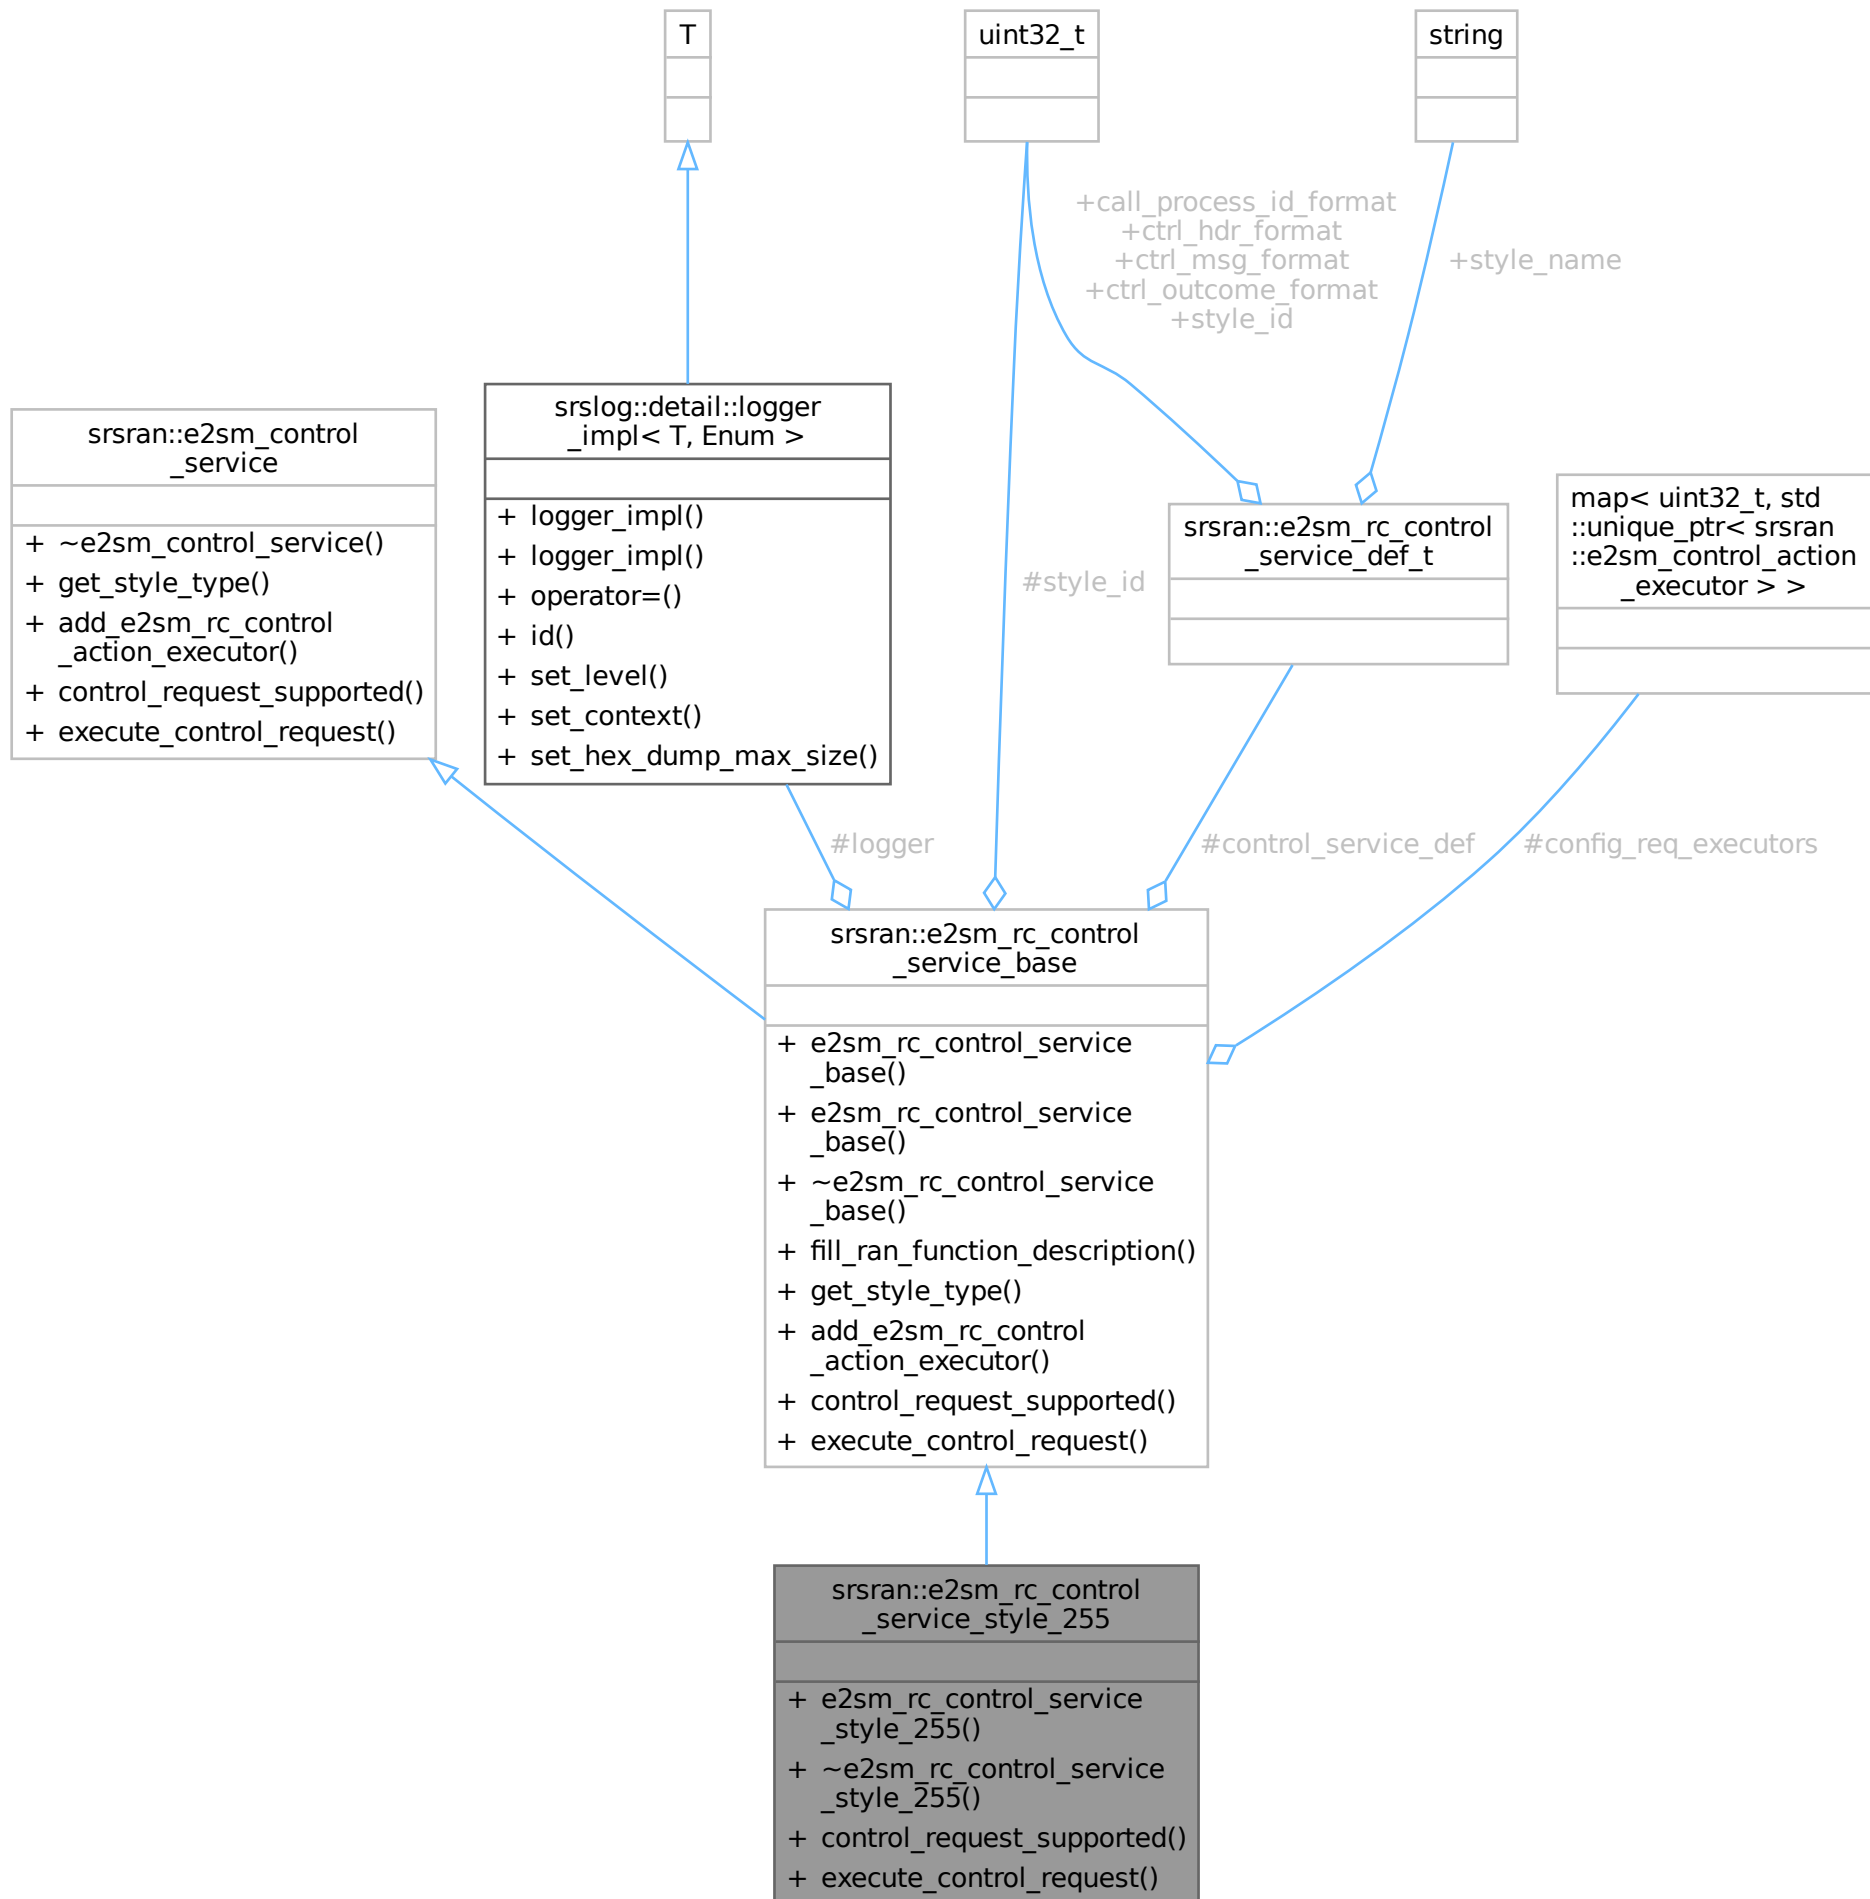 T
uint32_t
string
+call_process_id_format
+ctrl_hdr_format
+ctrl_msg_format
+ctrl_outcome_format
+style_id
+style_name
srsran::e2sm_control
_service
+ ~e2sm_control_service()
+ get_style_type()
+ add_e2sm_rc_control
_action_executor()
+ control_request_supported()
+ execute_control_request()
srslog::detail::logger
_impl< T, Enum >
+ logger_impl()
+ logger_impl()
+ operator=()
+ id()
+ set_level()
+ set_context()
+ set_hex_dump_max_size()
#style_id
srsran::e2sm_rc_control
_service_def_t
map< uint32_t, std
::unique_ptr< srsran
::e2sm_control_action
_executor > >
#logger
#control_service_def
#config_req_executors
srsran::e2sm_rc_control
_service_base
+ e2sm_rc_control_service
_base()
+ e2sm_rc_control_service
_base()
+ ~e2sm_rc_control_service
_base()
+ fill_ran_function_description()
+ get_style_type()
+ add_e2sm_rc_control
_action_executor()
+ control_request_supported()
+ execute_control_request()
srsran::e2sm_rc_control
_service_style_255
+ e2sm_rc_control_service
_style_255()
+ ~e2sm_rc_control_service
_style_255()
+ control_request_supported()
+ execute_control_request()